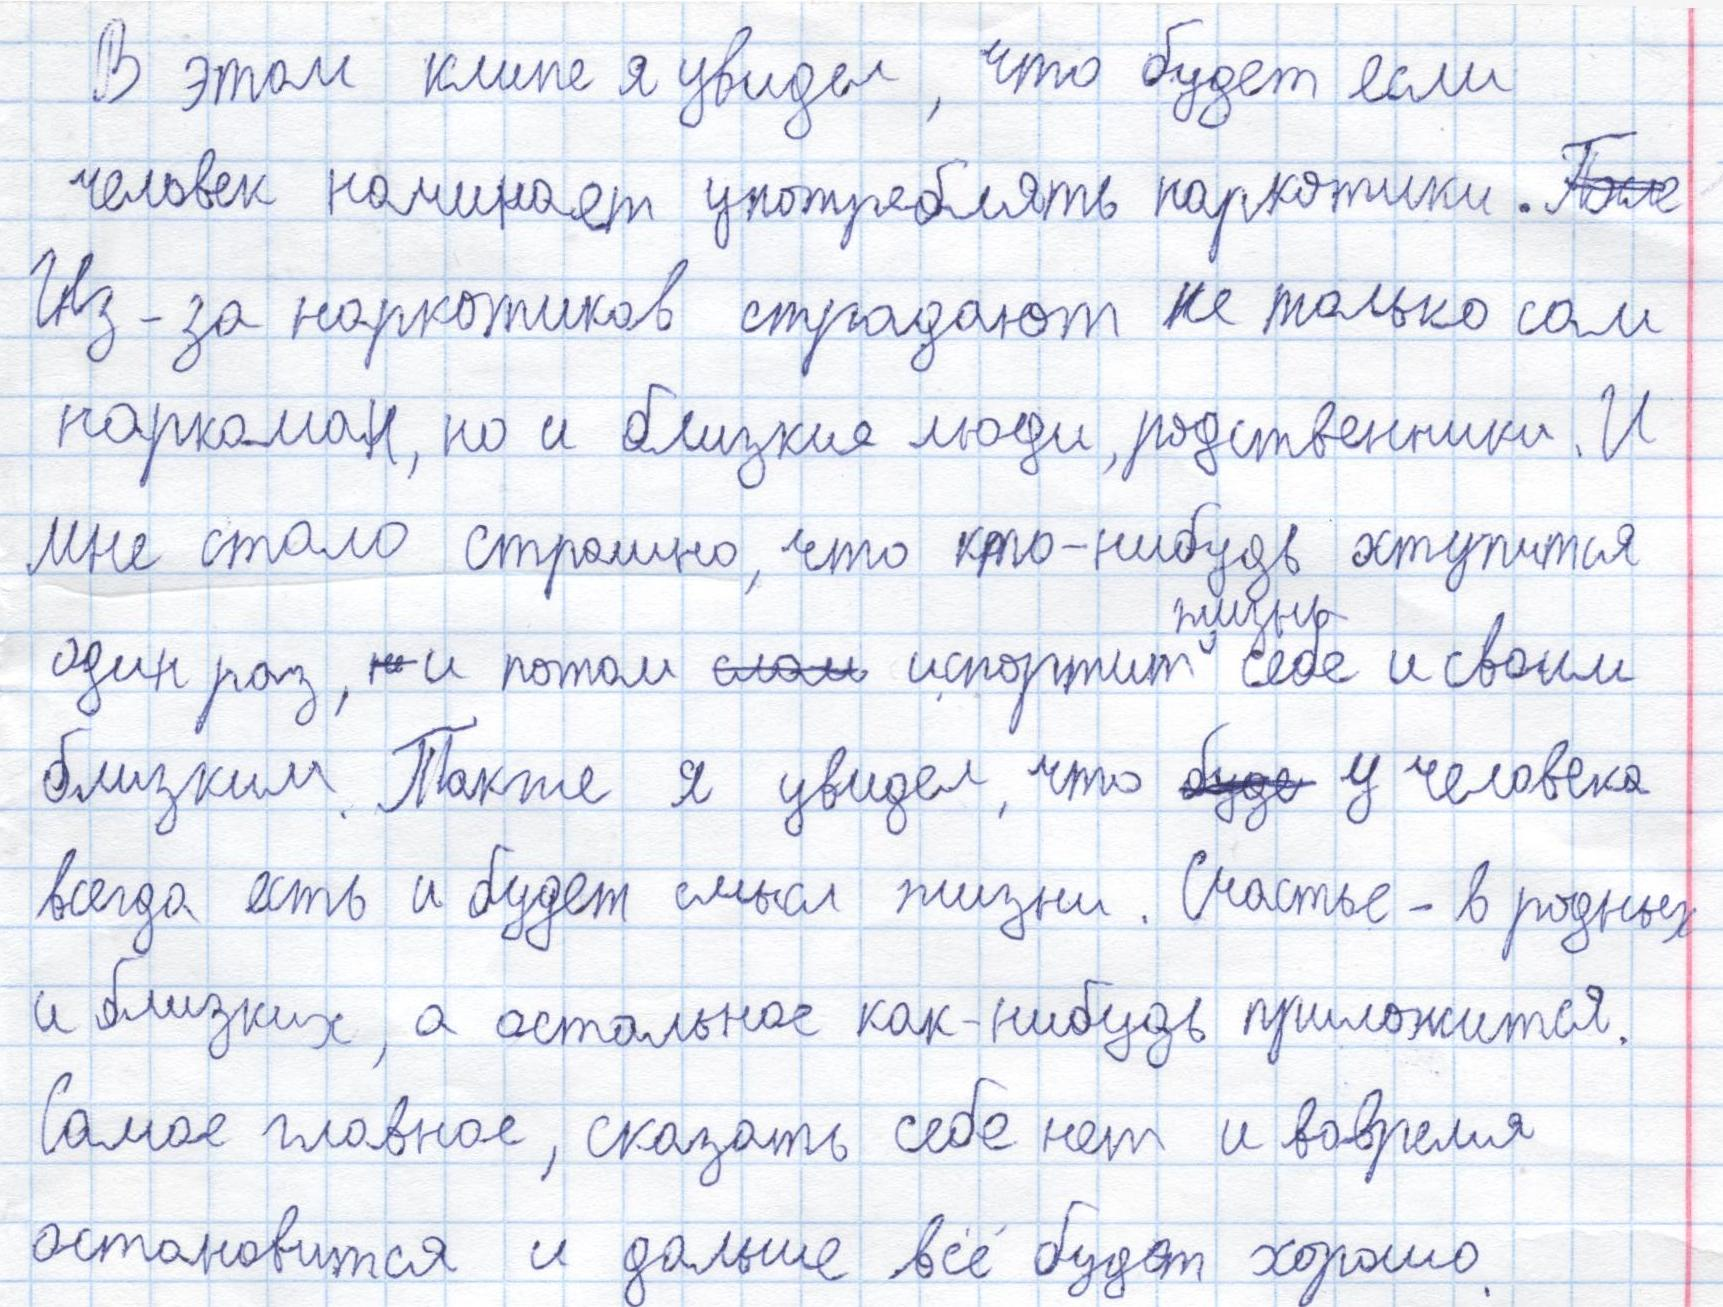 В этом клипе я увидел, что будет если
человек начинает употреблять наркотики.
Из-за наркотиков страдают не только сам
наркоман, но и близкие люди, родственники. И
мне стало страшно, что кто-нибудь
жизнь
один раз, и потом испортит себе и своим
близким. Также я увидел, что у человека
всегда есть и будет смысл жизни. Счастье - в родных
и близких, а остальное как-нибудь приложится.
Самое главное, сказать себе нет и вовремя
остановится и дальше всё будет хорошо.